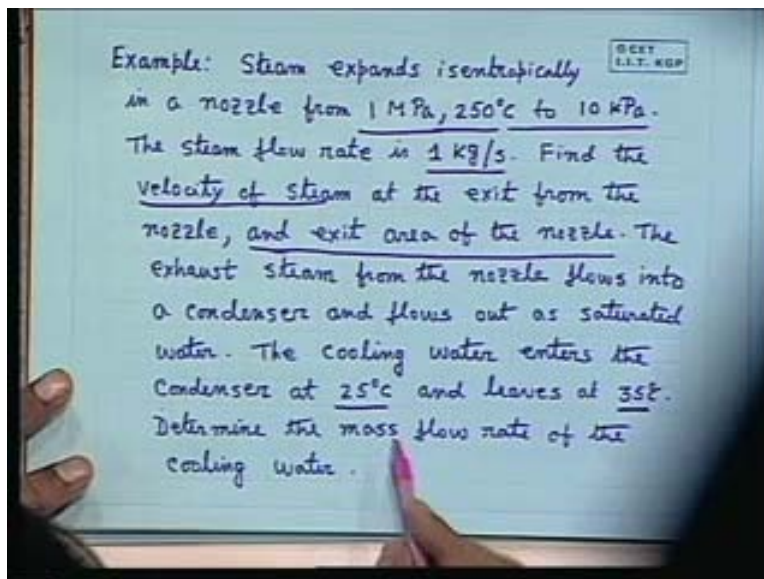 Example: Steam expands isentropically
in a nozzle from 1 MPa, 250°C to 10 kPa.
The steam flow rate is 1 kg/s. Find the
velocity of steam at the exit from the
nozzle, and exit area of the nozzle. The
exhaust steam from the nozzle flows into
a condenser and flows out as saturated
water. The cooling water enters the
condenser at 25°C and leaves at 35°C.
Determine the mass flow rate of the
cooling water.
I.I.T. KGP